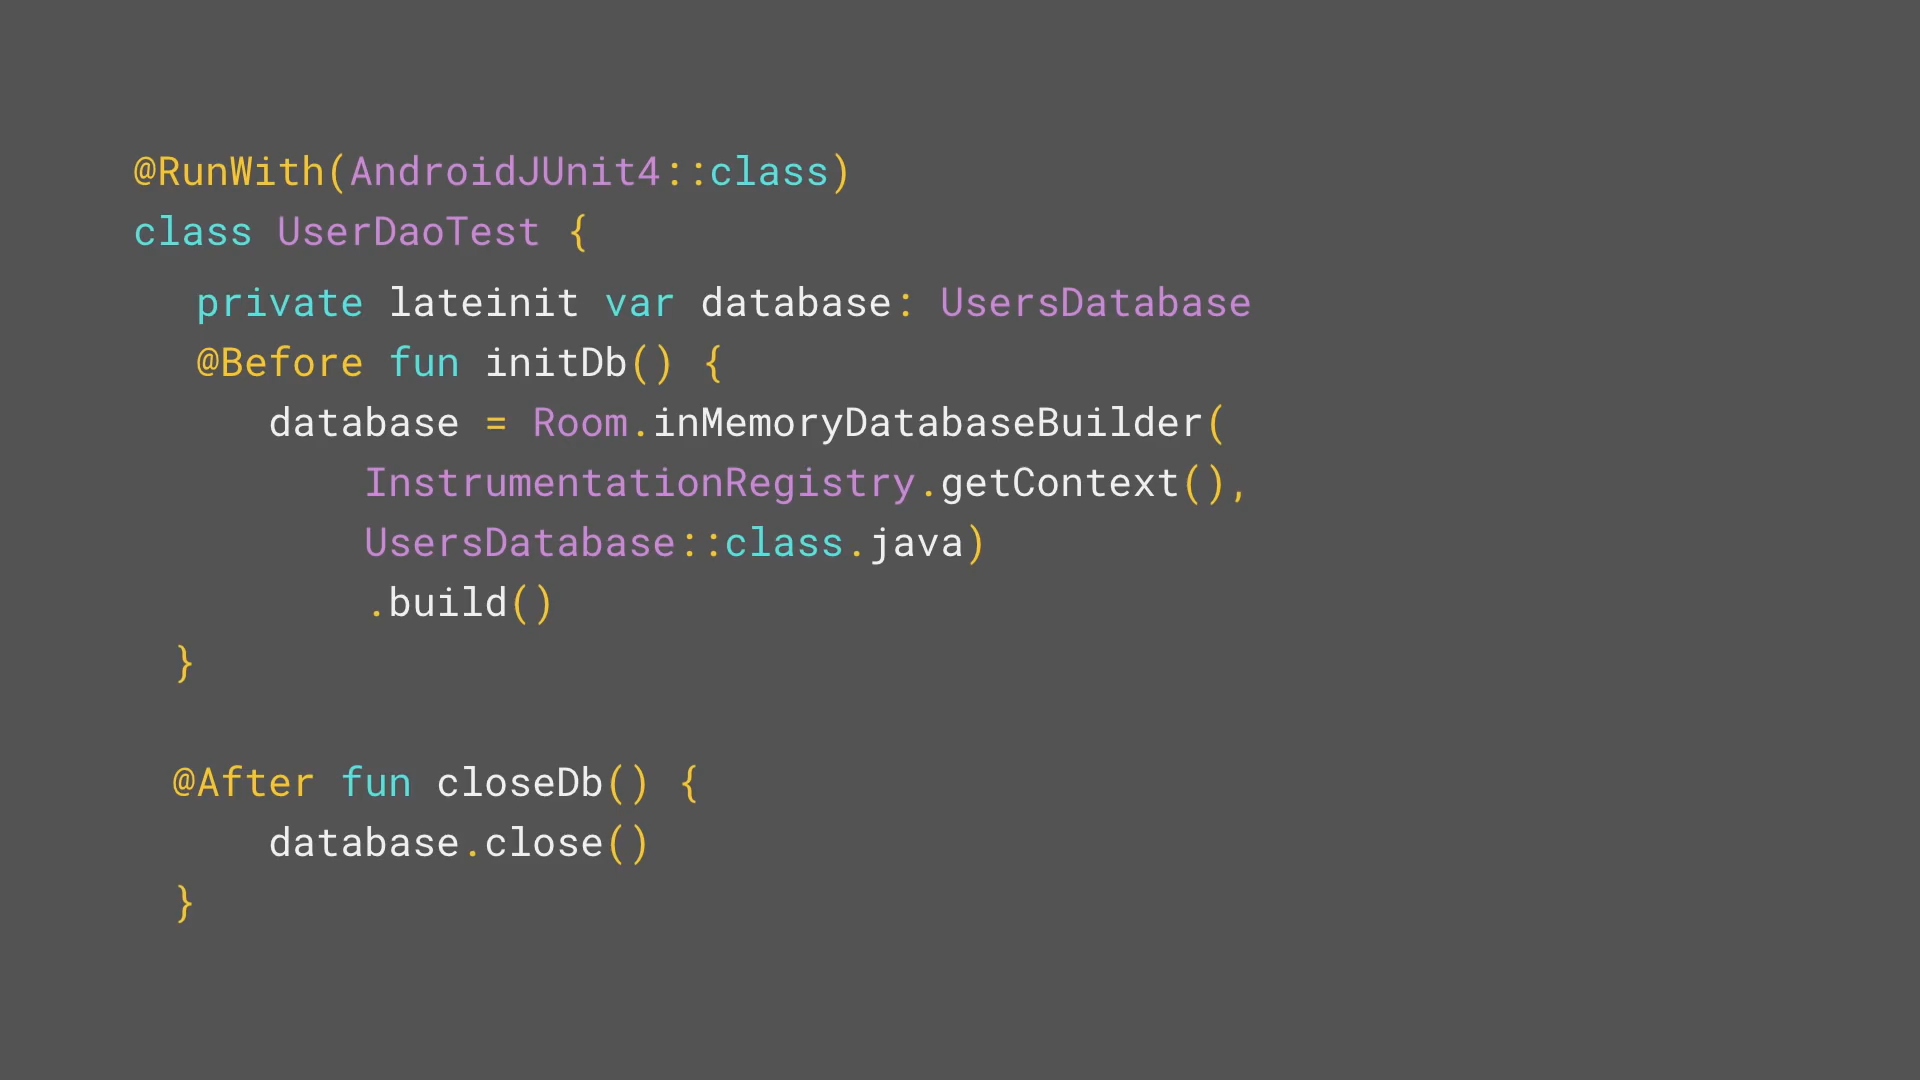 @RunWith(AndroidJUnit4::class)
class UserDaoTest {
private lateinit var database: UsersDatabase
@Before fun initDb() {
database = Room.inMemoryDatabaseBuilder(
InstrumentationRegistry.getContext(),
UsersDatabase::class.java)
.build()
}
@After fun closeDb() {
database.close()
}